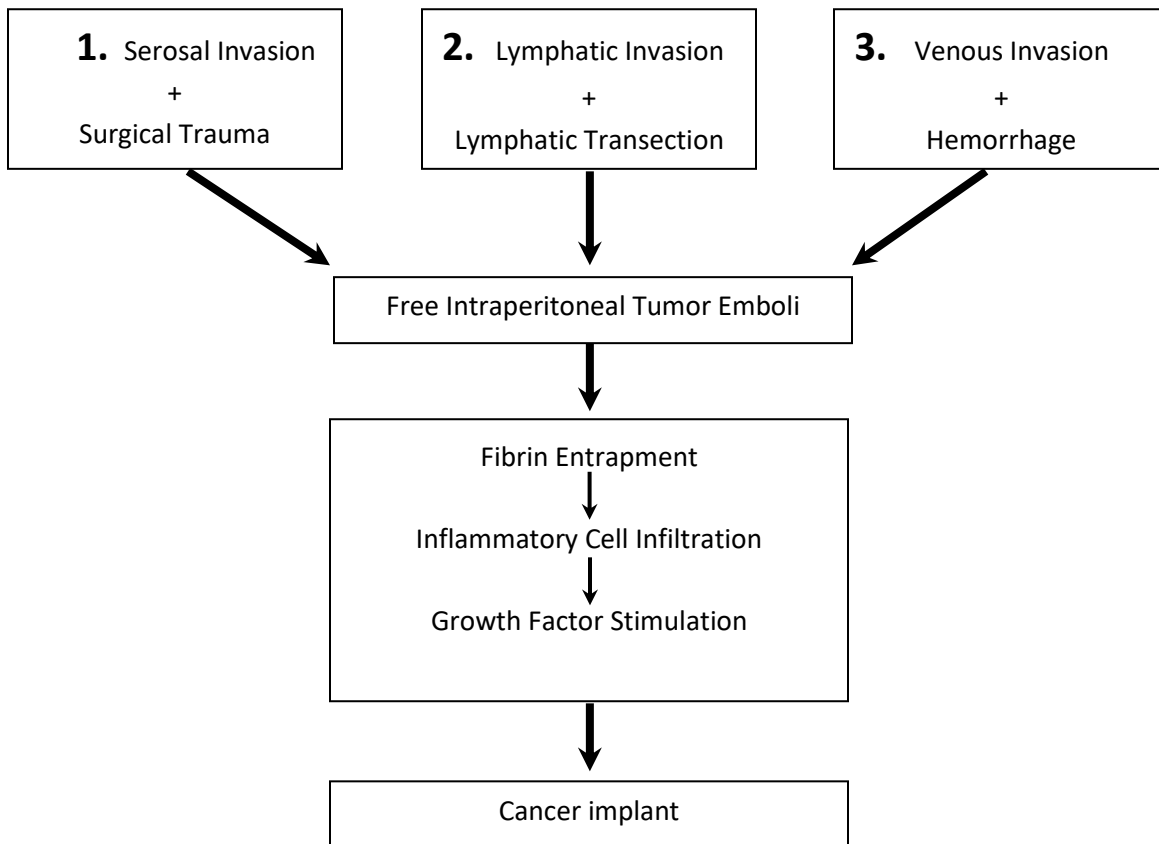 1. Serosal Invasion
+
Surgical Trauma
2. Lymphatic Invasion
+
Lymphatic Transection
3. Venous Invasion
+
Hemorrhage
Free Intraperitoneal Tumor Emboli
Fibrin Entrapment
Inflammatory Cell Infiltration
Growth Factor Stimulation
Cancer implant